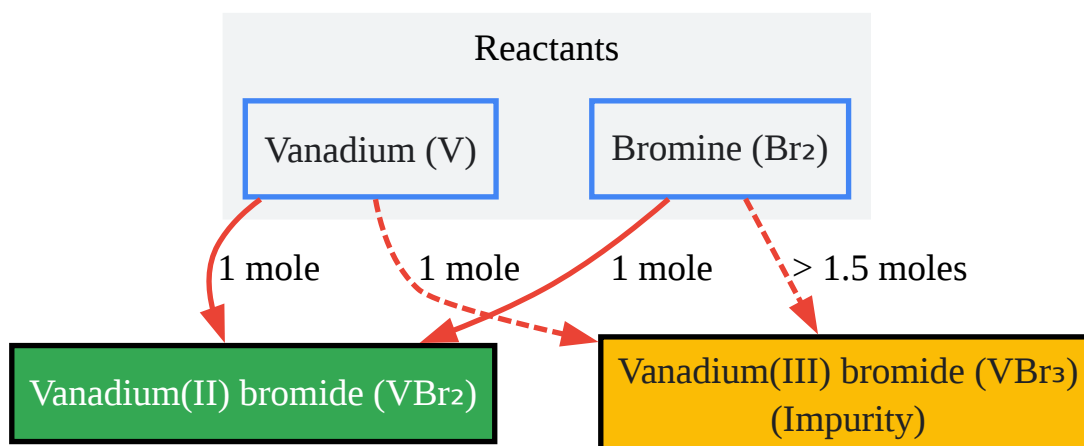 Reactants
Vanadium (V)
Bromine (Br₂)
1 mole
1 mole
1 mole
> 1.5 moles
Vanadium(II) bromide (VBr₂)
Vanadium(III) bromide (VBr₃)
(Impurity)